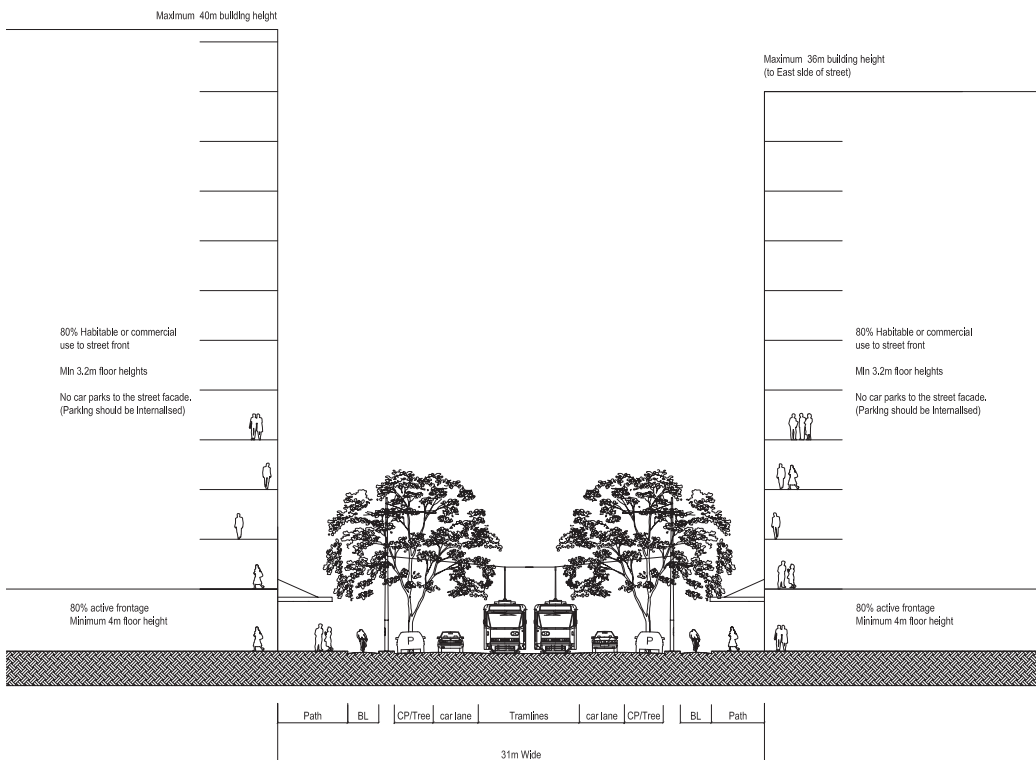 Maximum 40m building height
Maximum 36m building height
(to East side of street)
80% Habitable or commercial
use to street front
Min 3.2m floor heights
No car parks to the street facade.
(Parking should be Internalised)
80% Habitable or commercial
use to street front
Min 3.2m floor heights
No car parks to the street facade.
(Parking should be Internalised)
80% active frontage
Minimum 4m floor height
80% active frontage
Minimum 4m floor height
P
P
Path BL CP/Tree car lane Tramlines car lane CP/Tree BL Path
31m Wide